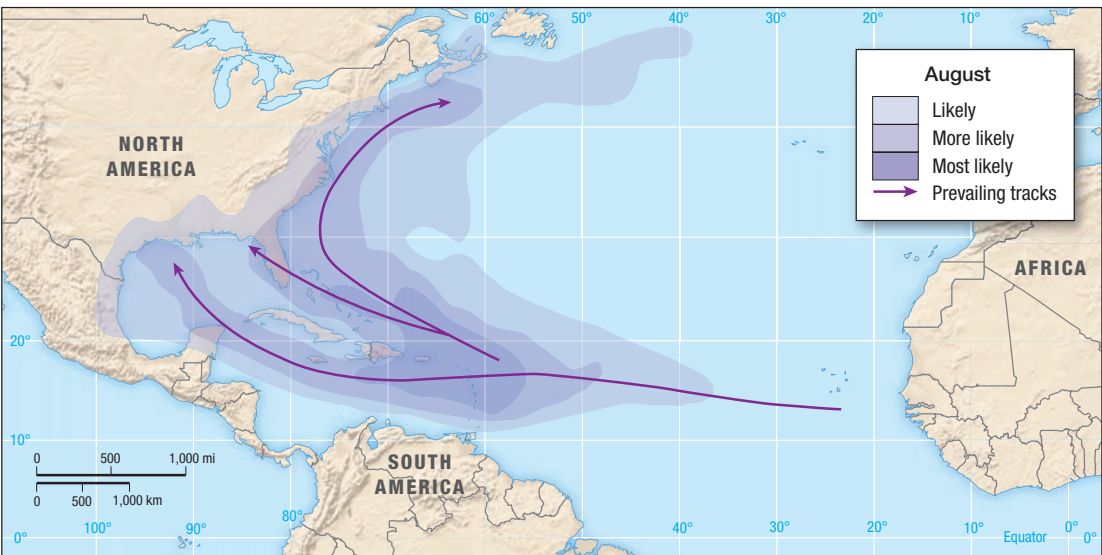 60° 50° 40° 30° 20° 10°
August
Likely
More likely
Most likely
Prevailing tracks
NORTH
AMERICA
AFRICA
20°
10°
SOUTH
AMERICA
0 500 1,000 mi
0 500 1,000 km
100° 90° 80° 40° 30° 20° 10° 0°
0° Equator 0°